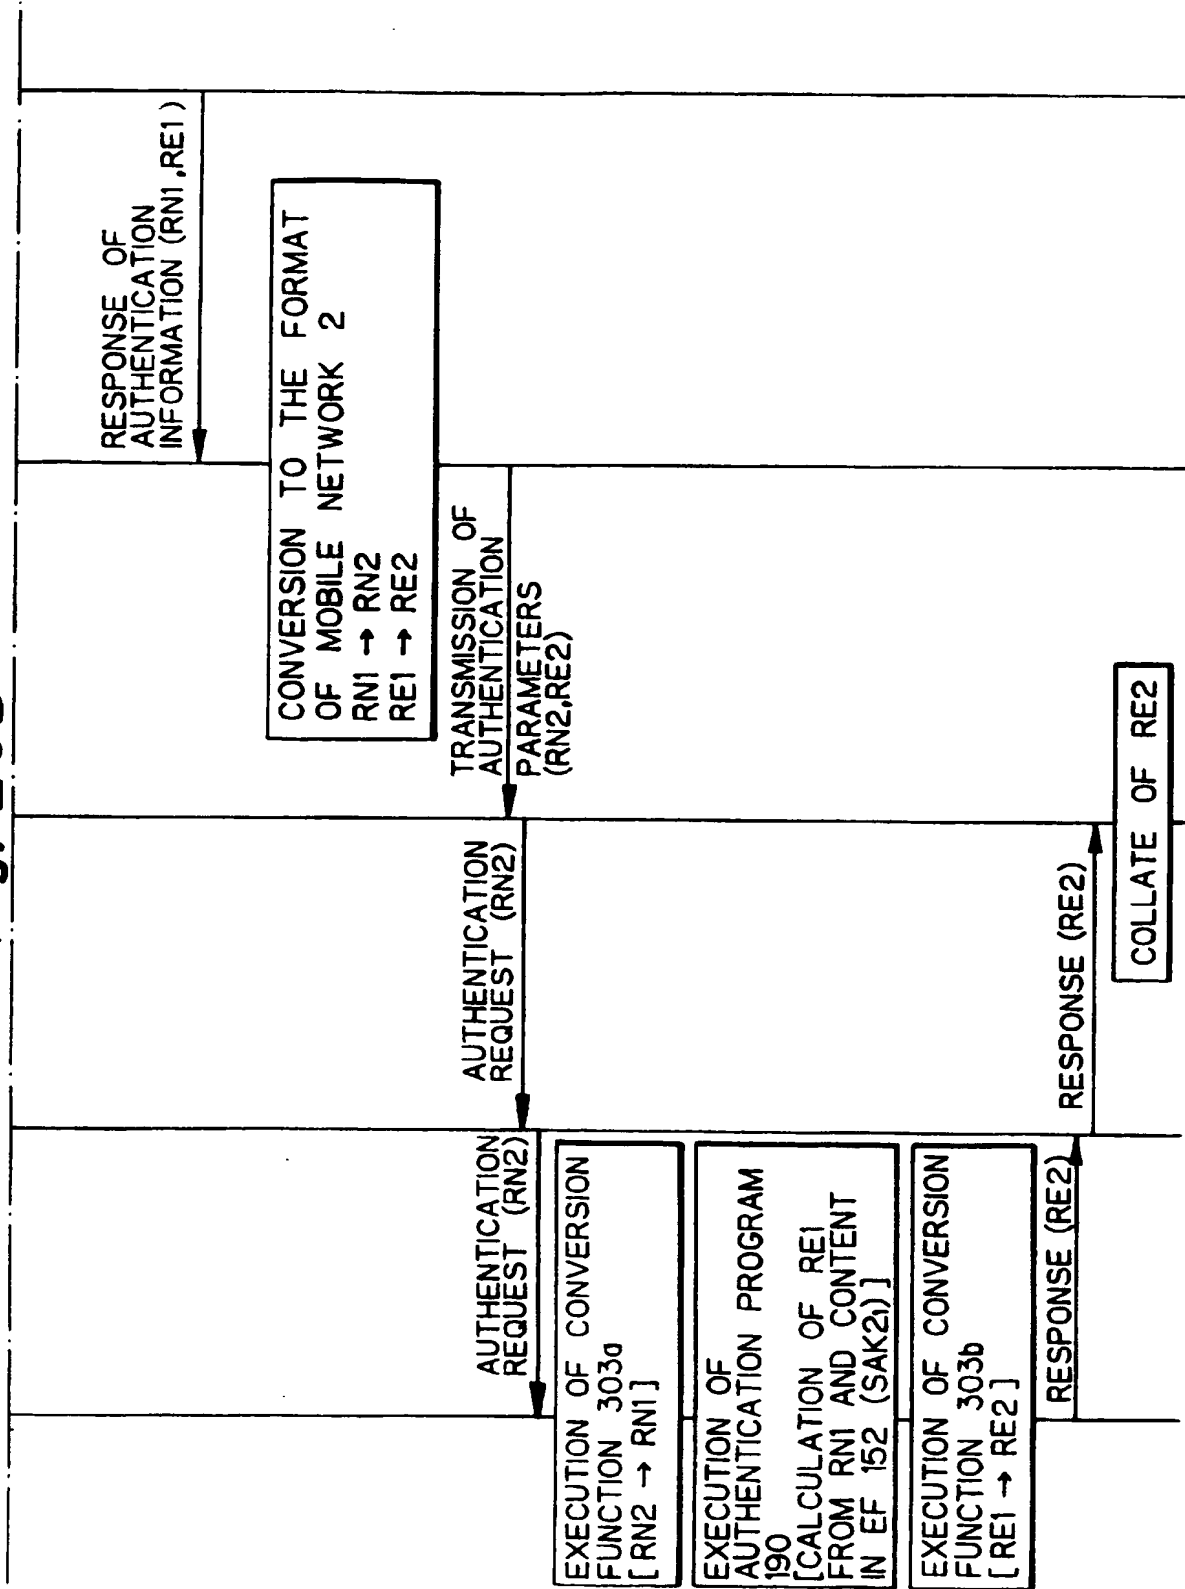 RESPONSE OF
AUTHENTICATION
INFORMATION (RN1,RE1)
CONVERSION TO THE FORMAT
OF MOBILE NETWORK 2
RN1 → RN2
RE1 → RE2
TRANSMISSION OF
AUTHENTICATION
PARAMETERS
(RN2,RE2)
AUTHENTICATION
REQUEST (RN2)
AUTHENTICATION
REQUEST (RN2)
EXECUTION OF CONVERSION
FUNCTION 303a
[RN2 → RN1]
EXECUTION OF
AUTHENTICATION PROGRAM
190
[CALCULATION OF RE1
FROM RN1 AND CONTENT
IN EF 152 (SAK2₁)]
EXECUTION OF CONVERSION
FUNCTION 303b
[RE1 → RE2]
RESPONSE (RE2)
RESPONSE (RE2)
COLLATE OF RE2